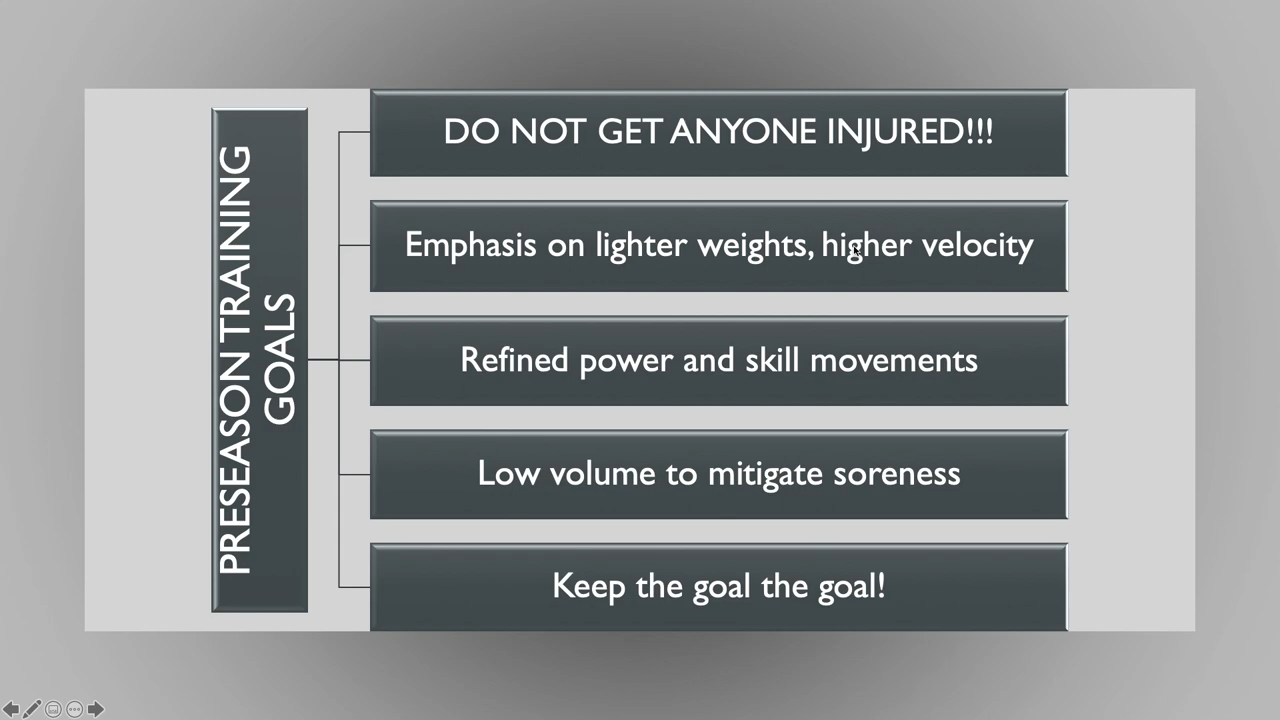 PRESEASON TRAINING
GOALS
DO NOT GET ANYONE INJURED!!!
Emphasis on lighter weights, higher velocity
Refined power and skill movements
Low volume to mitigate soreness
Keep the goal the goal!